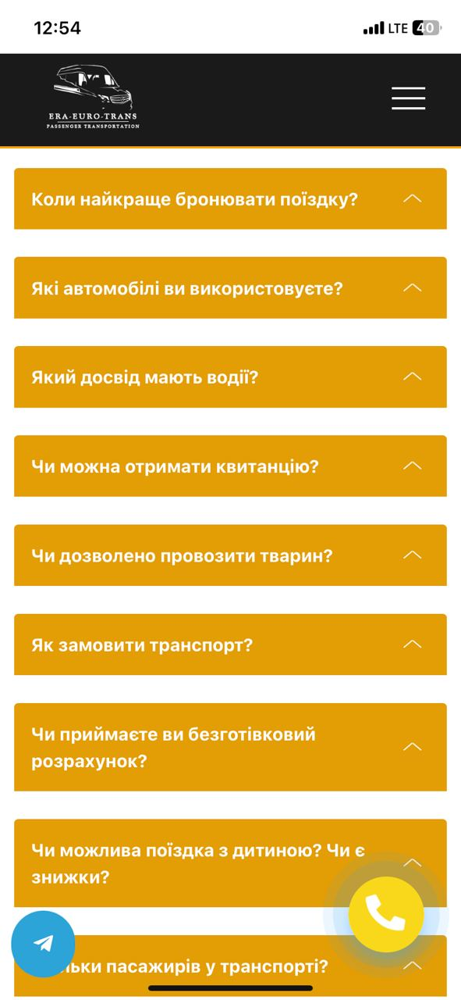 12:54
LTE 40
ERA-EURO-TRANS
PASSENGER TRANSPORTATION
Коли найкраще бронювати поїздку?
Які автомобілі ви використовуєте?
Який досвід мають водії?
Чи можна отримати квитанцію?
Чи дозволено провозити тварин?
Як замовити транспорт?
Чи приймаєте ви безготівковий
розрахунок?
Чи можлива поїздка з дитиною? Чи є
знижки?
пасажирів у транспорті?